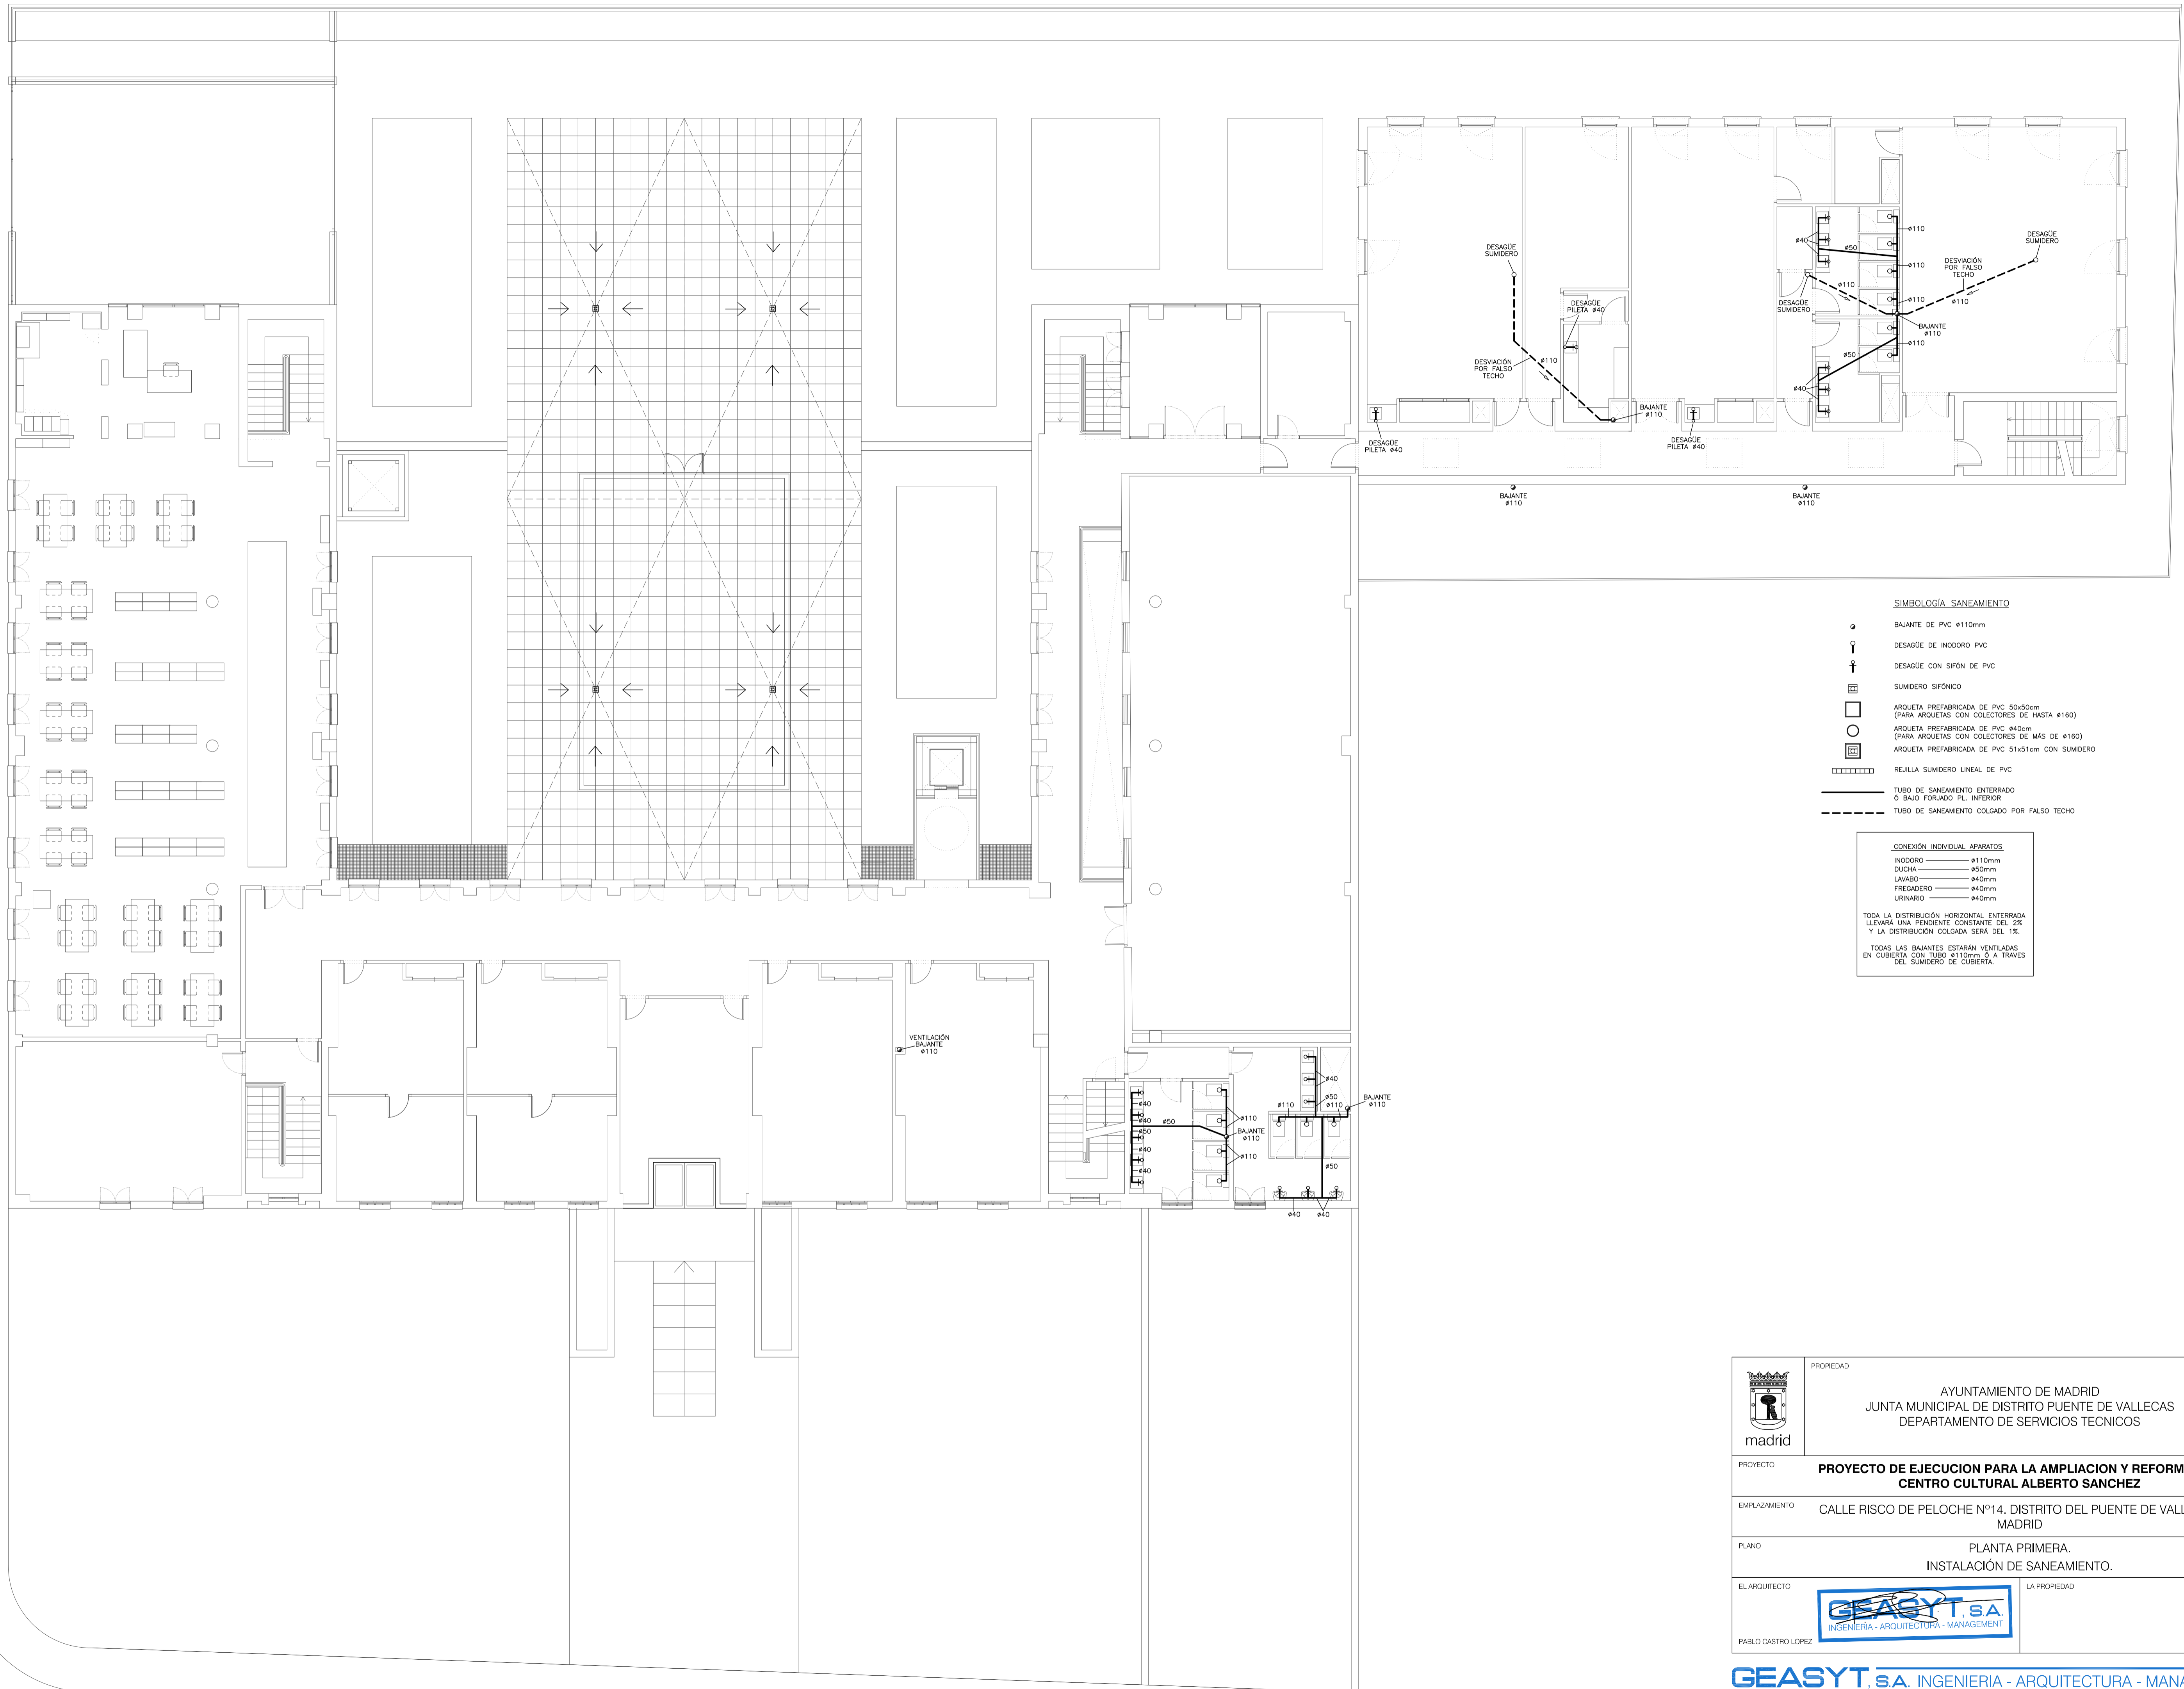 DESAGÜE
SUMIDERO
DESAGÜE
PILETA ø40
DESVIACIÓN
POR FALSO
TECHO
ø110
BAJANTE
ø110
DESAGÜE
PILETA ø40
DESAGÜE
PILETA ø40
BAJANTE
ø110
BAJANTE
ø110
ø40
ø50
ø110
ø110
ø110
DESAGÜE
SUMIDERO
ø110
DESVIACIÓN
POR FALSO
TECHO
ø110
DESAGÜE
SUMIDERO
BAJANTE
ø110
ø110
ø50
ø40
SIMBOLOGÍA SANEAMIENTO
BAJANTE DE PVC ø110mm
DESAGÜE DE INODORO PVC
DESAGÜE CON SIFÓN DE PVC
SUMIDERO SIFÓNICO
ARQUETA PREFABRICADA DE PVC 50x50cm
(PARA ARQUETAS CON COLECTORES DE HASTA ø160)
ARQUETA PREFABRICADA DE PVC ø40cm
(PARA ARQUETAS CON COLECTORES DE MÁS DE ø160)
ARQUETA PREFABRICADA DE PVC 51x51cm CON SUMIDERO
REJILLA SUMIDERO LINEAL DE PVC
TUBO DE SANEAMIENTO ENTERRADO
Ó BAJO FORJADO PL. INFERIOR
TUBO DE SANEAMIENTO COLGADO POR FALSO TECHO
CONEXIÓN INDIVIDUAL APARATOS
INODORO ø110mm
DUCHA ø50mm
LAVABO ø40mm
FREGADERO ø40mm
URINARIO ø40mm
TODA LA DISTRIBUCIÓN HORIZONTAL ENTERRADA
LLEVARÁ UNA PENDIENTE CONSTANTE DEL 2%
Y LA DISTRIBUCIÓN COLGADA SERÁ DEL 1%.
TODAS LAS BAJANTES ESTARÁN VENTILADAS
EN CUBIERTA CON TUBO ø110mm Ó A TRAVES
DEL SUMIDERO DE CUBIERTA.
VENTILACIÓN
BAJANTE
ø110
ø40
ø40
ø50
ø40
ø40
ø50
ø110
BAJANTE
ø110
ø110
ø40
ø50
ø110
ø110
BAJANTE
ø110
ø50
ø40
ø40
madrid
PROPIEDAD
AYUNTAMIENTO DE MADRID
JUNTA MUNICIPAL DE DISTRITO PUENTE DE VALLECAS
DEPARTAMENTO DE SERVICIOS TECNICOS
PROYECTO
PROYECTO DE EJECUCION PARA LA AMPLIACION Y REFORM
CENTRO CULTURAL ALBERTO SANCHEZ
EMPLAZAMIENTO
CALLE RISCO DE PELOCHE Nº14. DISTRITO DEL PUENTE DE VALL
MADRID
PLANO
PLANTA PRIMERA.
INSTALACIÓN DE SANEAMIENTO.
EL ARQUITECTO
LA PROPIEDAD
GEASYT, S.A.
INGENIERÍA - ARQUITECTURA - MANAGEMENT
PABLO CASTRO LOPEZ
GEASYT, S.A. INGENIERIA - ARQUITECTURA - MANA